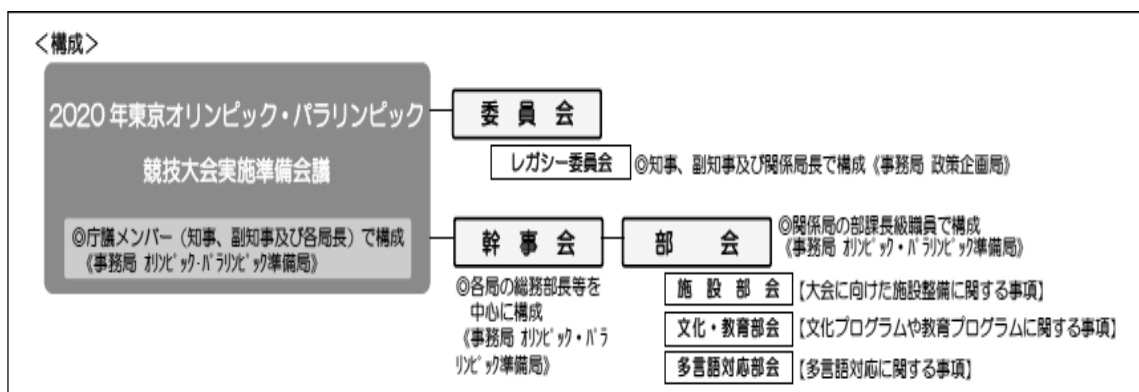 <構成>
2020年東京オリンピック・パラリンピック
競技大会実施準備会議
◎庁議メンバー（知事、副知事及び各局長）で構成
《事務局 オリンピック・パラリンピック準備局》
委員会
レガシー委員会
◎知事、副知事及び関係局長で構成《事務局 政策企画局》
幹事会
◎各局の総務部長等を
中心に構成
《事務局 オリンピック・パラ
リンピック準備局》
部会
◎関係局の部課長級職員で構成
《事務局 オリンピック・パラリンピック準備局》
施設部会
【大会に向けた施設整備に関する事項】
文化・教育部会
【文化プログラムや教育プログラムに関する事項】
多言語対応部会
【多言語対応に関する事項】